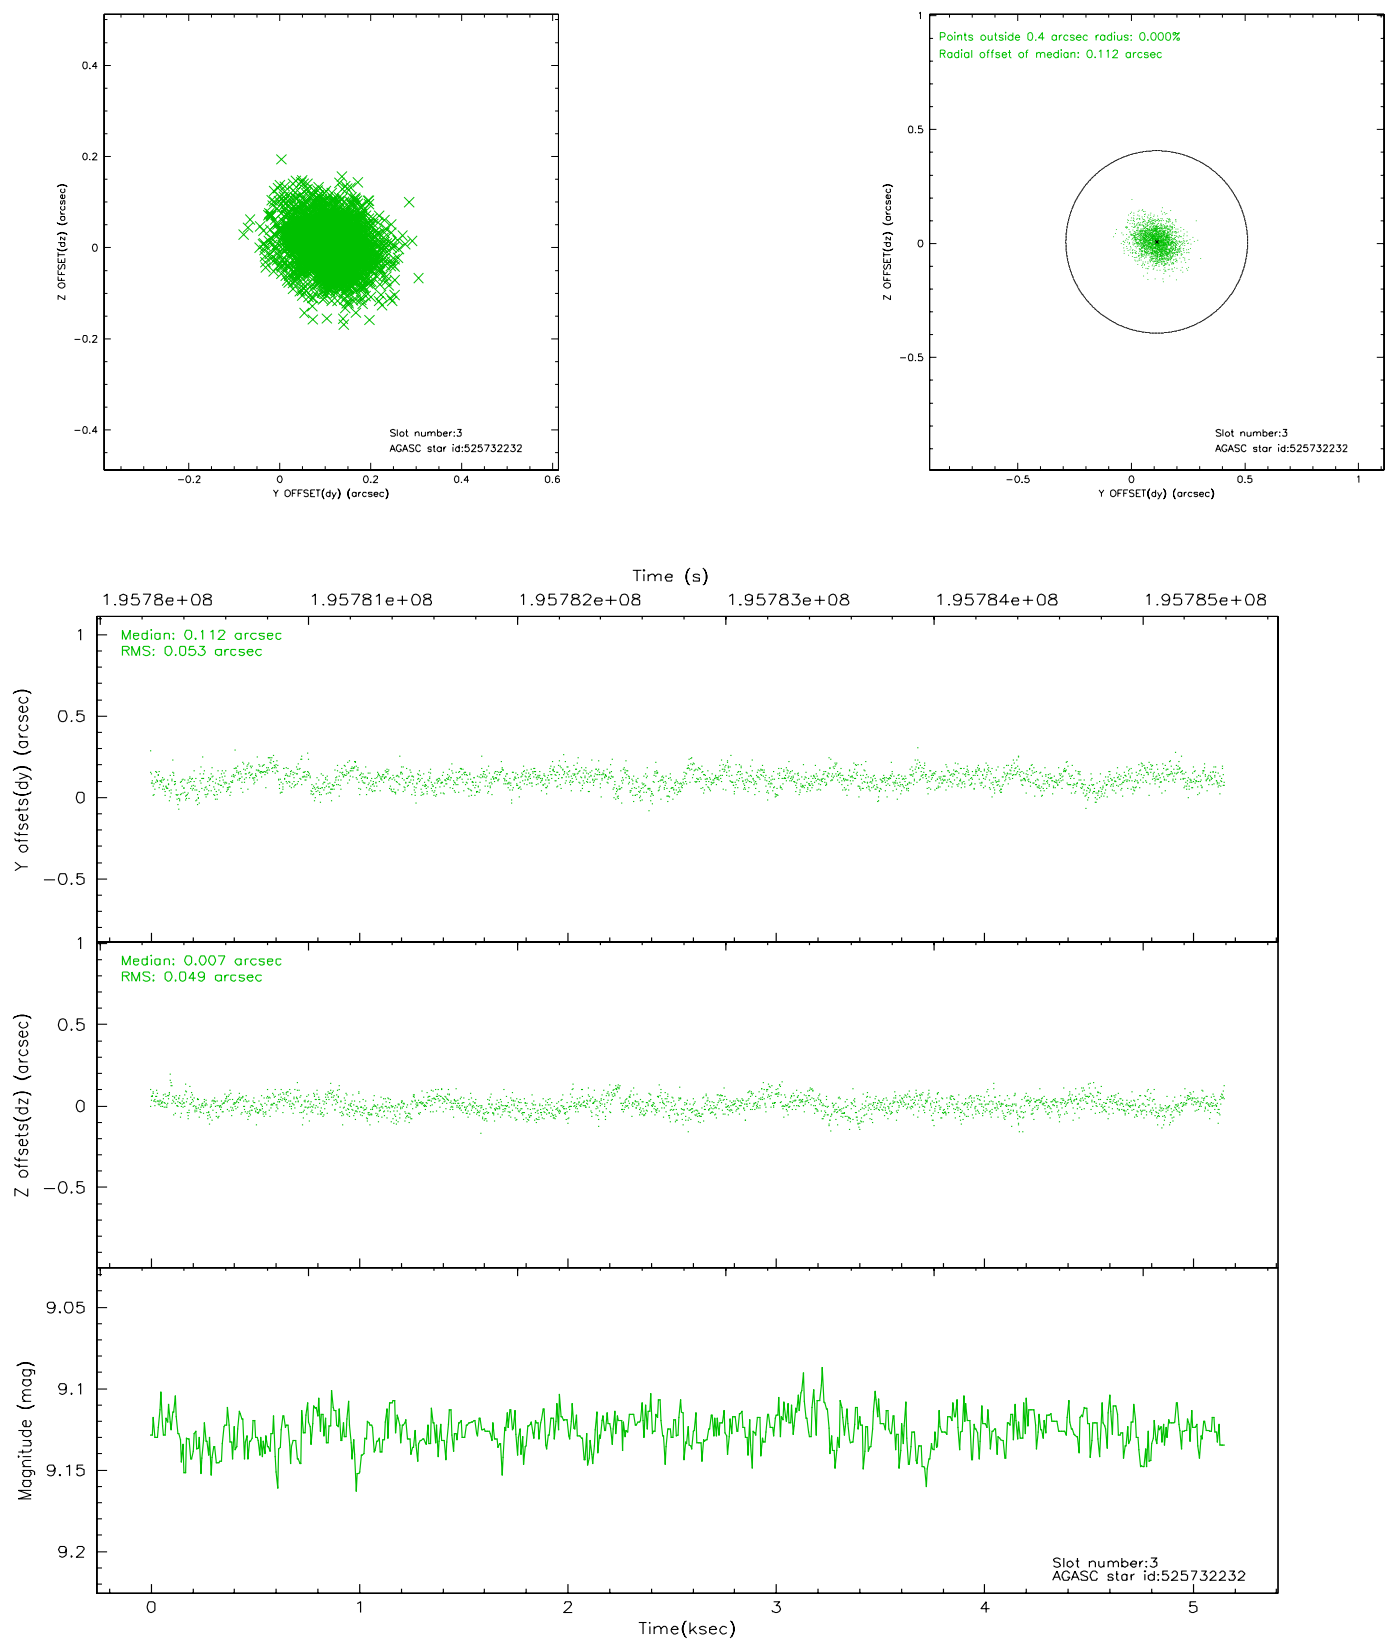 0.4
0.2
0
-0.2
-0.4
Z OFFSET(dz) (arcsec)
-0.2 0 0.2 0.4 0.6
Y OFFSET(dy) (arcsec)
Slot number:3
AGASC star id:525732232
Points outside 0.4 arcsec radius: 0.000%
Radial offset of median: 0.112 arcsec
1
0.5
0
-0.5
Z OFFSET(dz) (arcsec)
-0.5 0 0.5 1
Y OFFSET(dy) (arcsec)
Slot number:3
AGASC star id:525732232
Time (s)
1.9578e+08 1.95781e+08 1.95782e+08 1.95783e+08 1.95784e+08 1.95785e+08
Median: 0.112 arcsec
RMS: 0.053 arcsec
1
0.5
0
-0.5
Y offsets(dy) (arcsec)
Median: 0.007 arcsec
RMS: 0.049 arcsec
1
0.5
0
-0.5
Z offsets(dz) (arcsec)
9.05
9.1
9.15
9.2
Magnitude (mag)
Slot number:3
AGASC star id:525732232
0 1 2 3 4 5
Time(ksec)